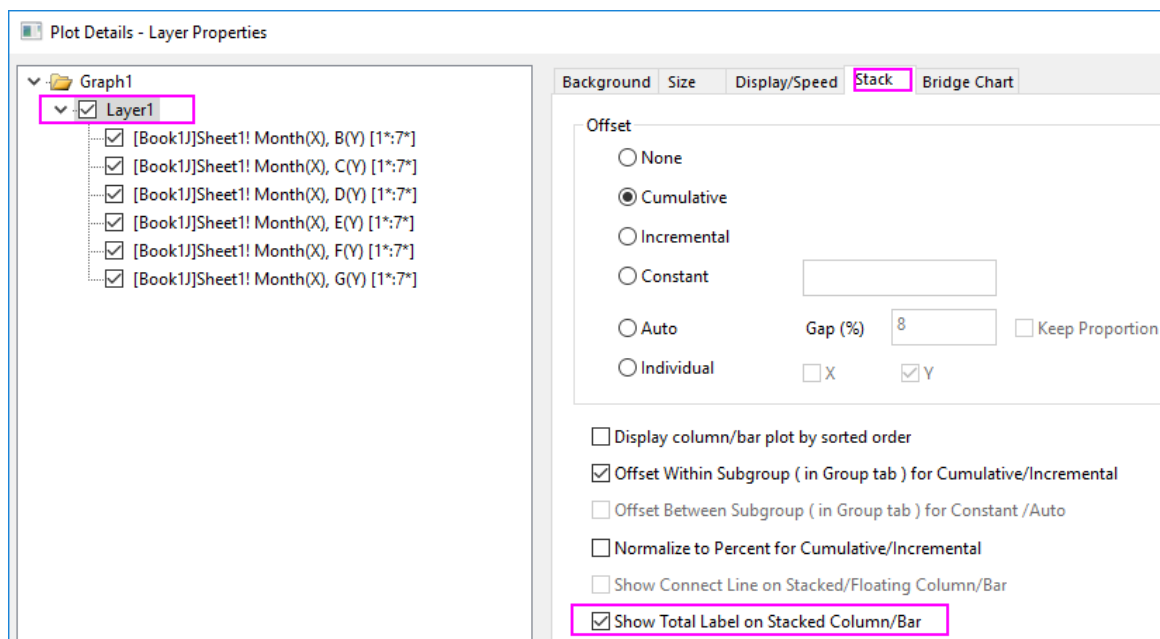 Plot Details - Layer Properties
Graph1
Layer1
[Book1J]Sheet1! Month(X), B(Y) [1*:7*]
[Book1J]Sheet1! Month(X), C(Y) [1*:7*]
[Book1J]Sheet1! Month(X), D(Y) [1*:7*]
[Book1J]Sheet1! Month(X), E(Y) [1*:7*]
[Book1J]Sheet1! Month(X), F(Y) [1*:7*]
[Book1J]Sheet1! Month(X), G(Y) [1*:7*]
Background Size Display/Speed Stack Bridge Chart
Offset
None
Cumulative
Incremental
Constant
Auto Gap (%) 8 Keep Proportion
Individual X Y
Display column/bar plot by sorted order
Offset Within Subgroup ( in Group tab ) for Cumulative/Incremental
Offset Between Subgroup ( in Group tab ) for Constant /Auto
Normalize to Percent for Cumulative/Incremental
Show Connect Line on Stacked/Floating Column/Bar
Show Total Label on Stacked Column/Bar